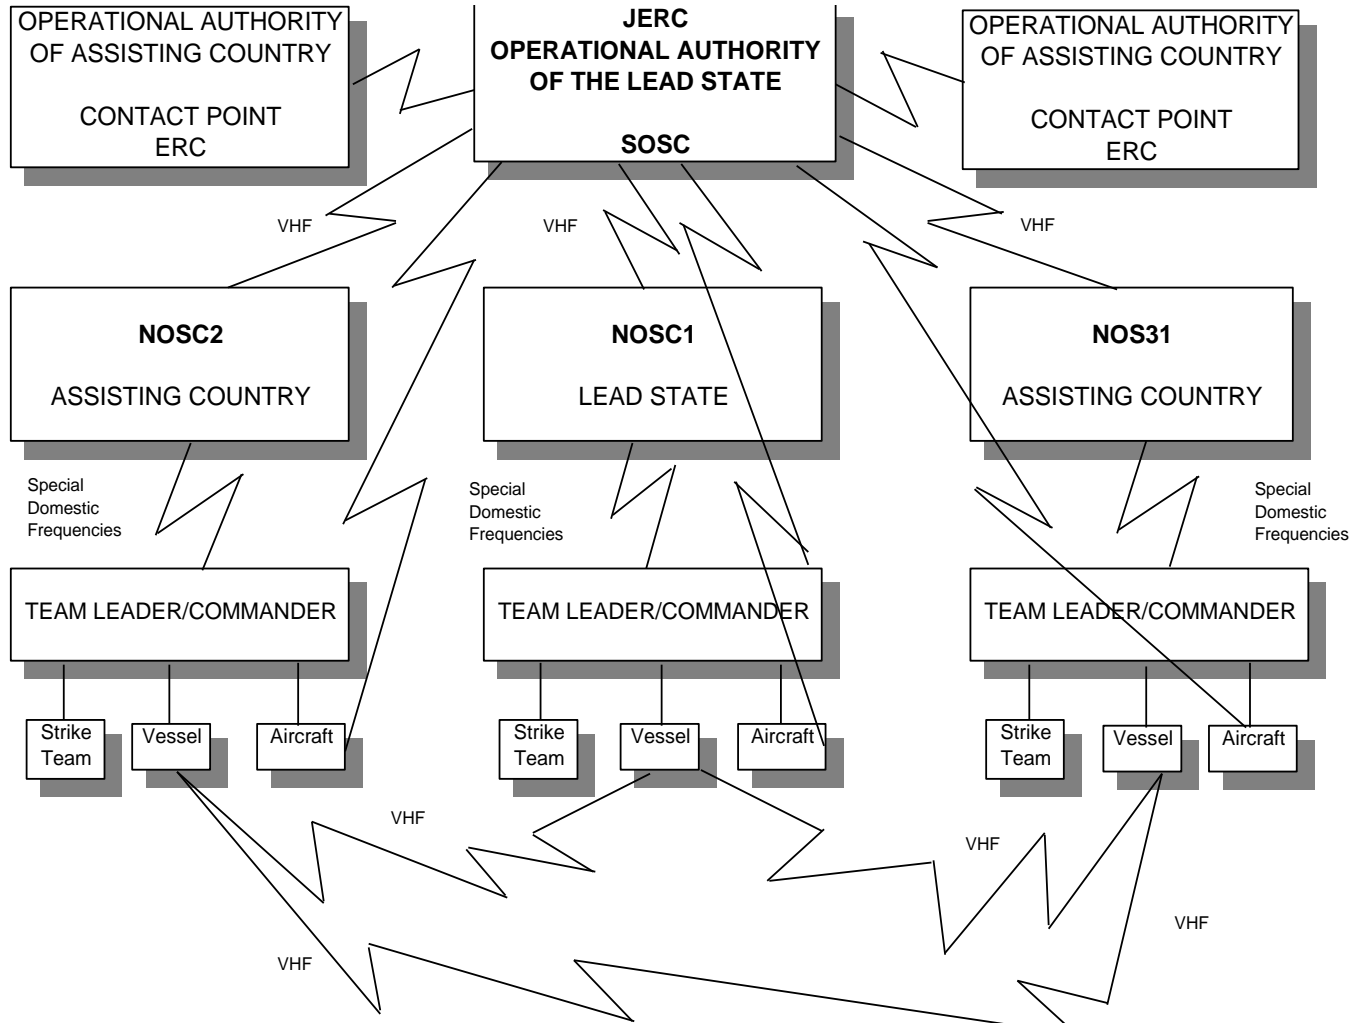 OPERATIONAL AUTHORITY
OF ASSISTING COUNTRY
CONTACT POINT
ERC
JERC
OPERATIONAL AUTHORITY
OF THE LEAD STATE
SOSC
OPERATIONAL AUTHORITY
OF ASSISTING COUNTRY
CONTACT POINT
ERC
VHF
VHF
VHF
NOSC2
ASSISTING COUNTRY
NOSC1
LEAD STATE
NOS31
ASSISTING COUNTRY
Special
Domestic
Frequencies
Special
Domestic
Frequencies
Special
Domestic
Frequencies
TEAM LEADER/COMMANDER
TEAM LEADER/COMMANDER
TEAM LEADER/COMMANDER
Strike
Team
Vessel
Aircraft
Strike
Team
Vessel
Aircraft
Strike
Team
Vessel
Aircraft
VHF
VHF
VHF
VHF